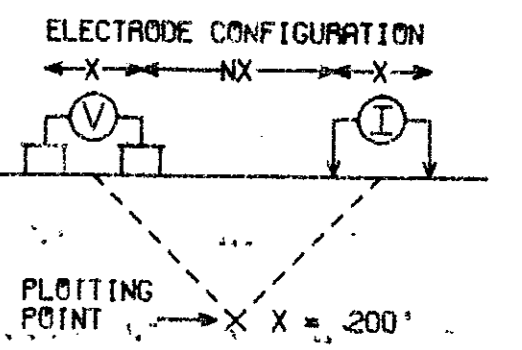 ELECTRODE CONFIGURATION
X NX X
V I
PLOTTING
POINT X X = 200'